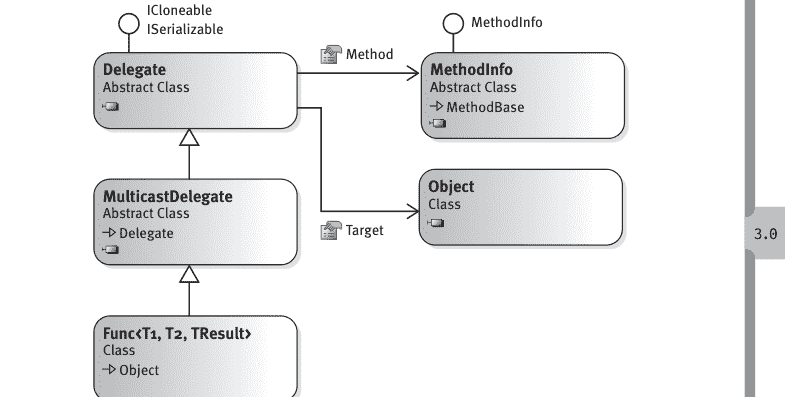 ICloneable
ISerializable
MethodInfo
Method
Delegate
Abstract Class
MethodInfo
Abstract Class
MethodBase
MulticastDelegate
Abstract Class
Delegate
Object
Class
Target
3.0
Func<T1, T2, TResult>
Class
Object